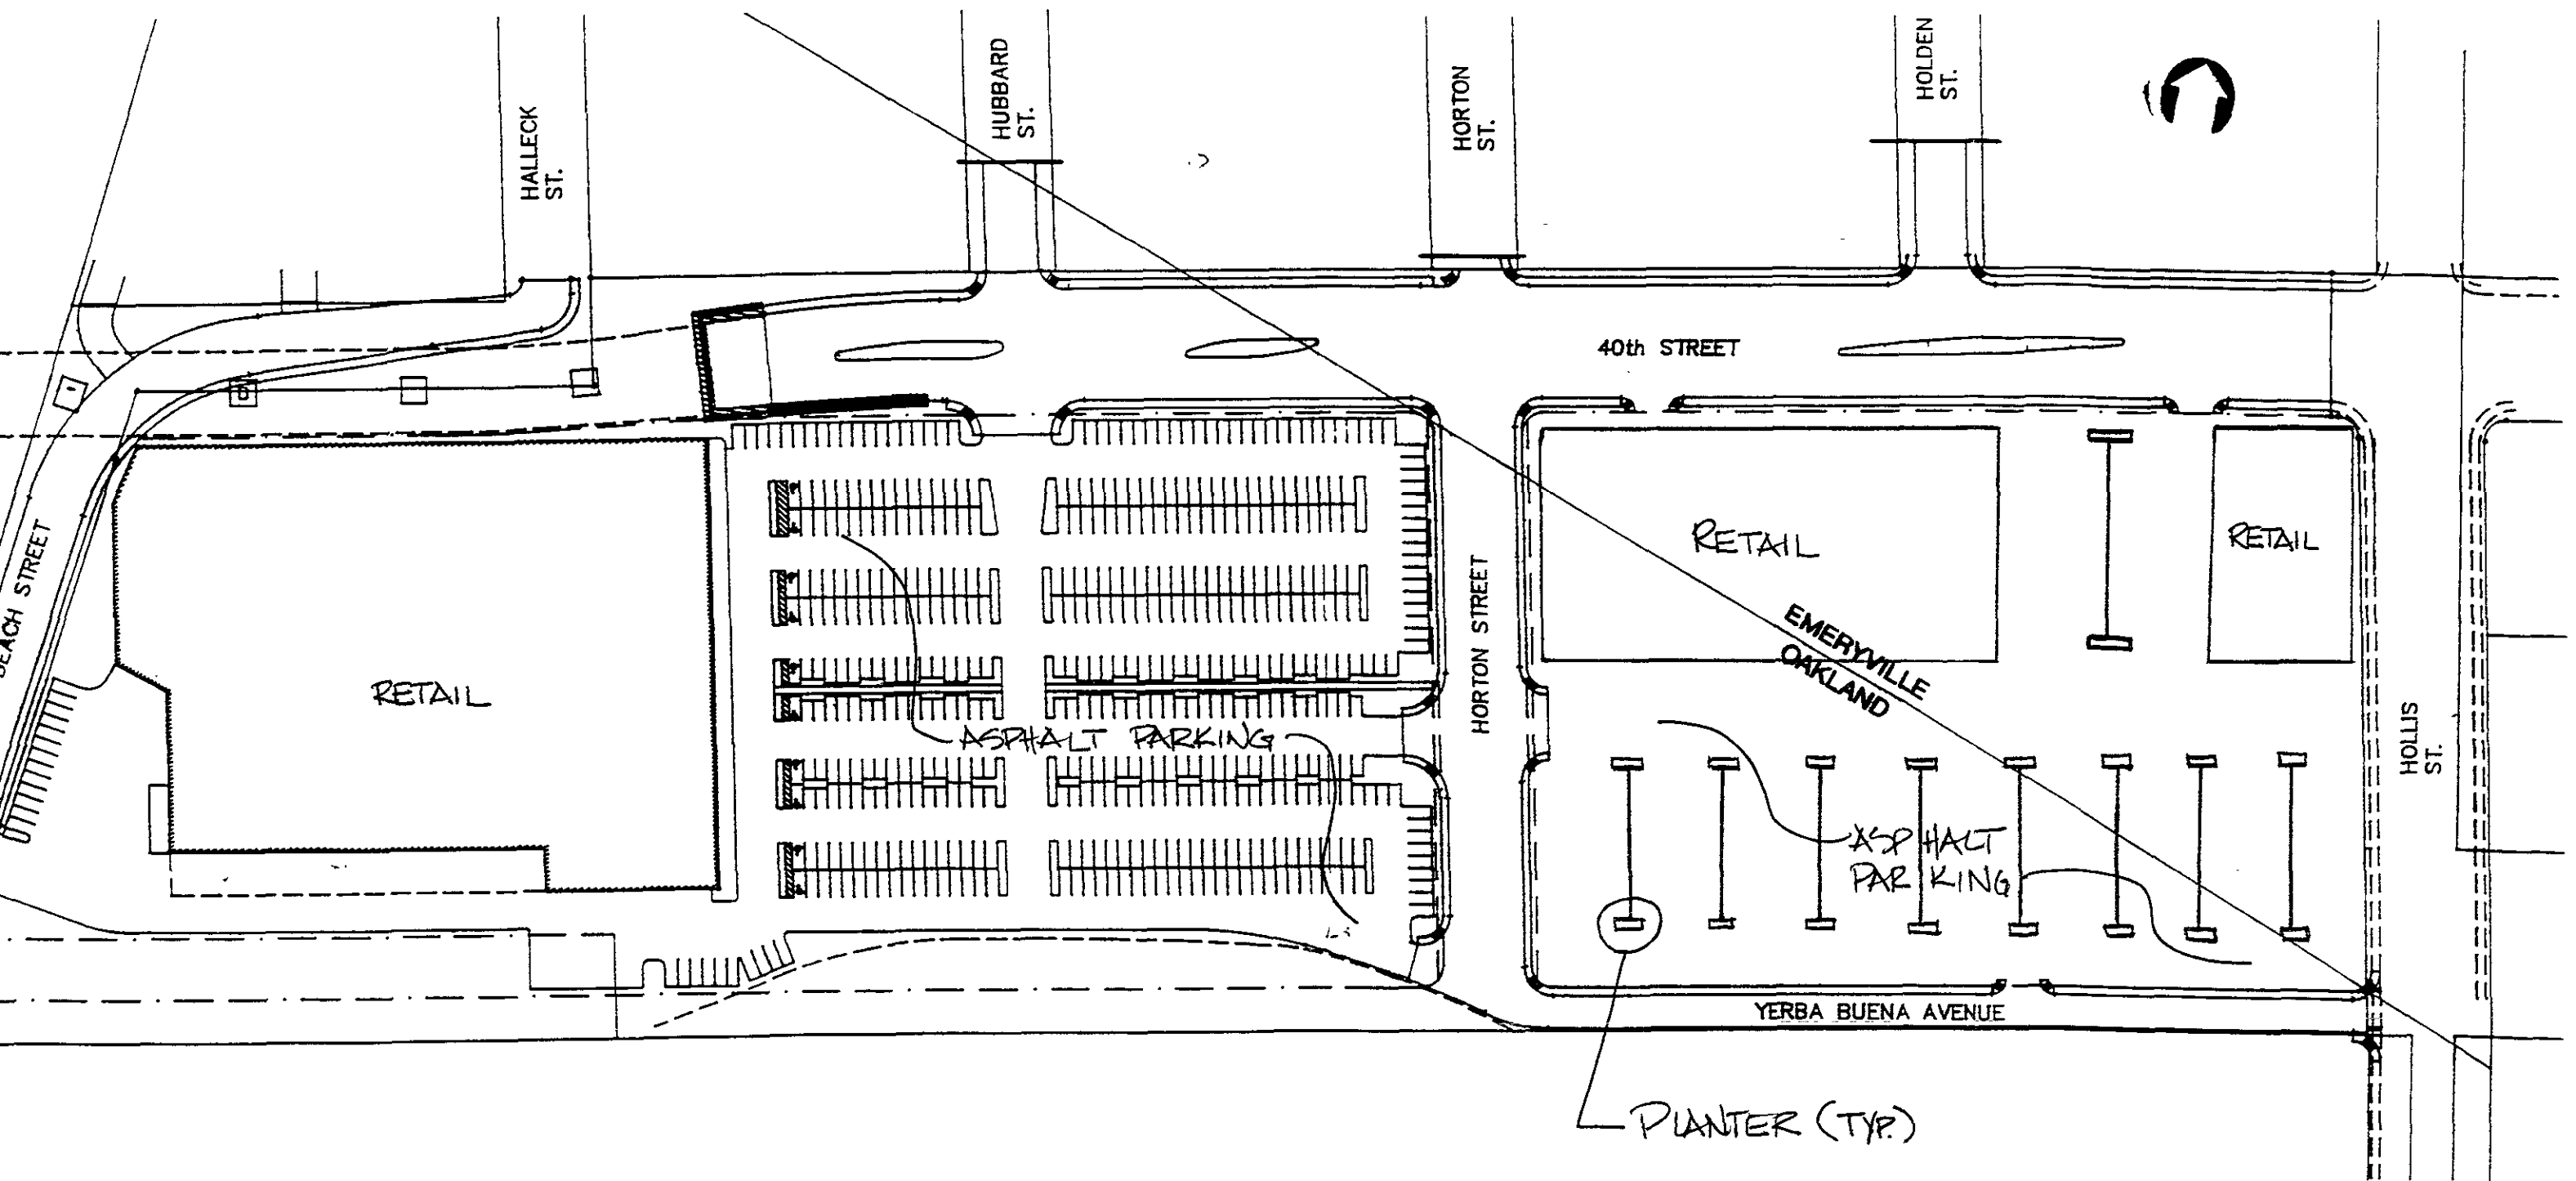 HALLECK
ST.
HUBBARD
ST.
HORTON
ST.
HOLDEN
ST.
40th STREET
BEACH STREET
RETAIL
ASPHALT PARKING
HORTON STREET
RETAIL
RETAIL
EMERYVILLE
OAKLAND
HOLLIS
ST.
ASPHALT
PARKING
YERBA BUENA AVENUE
PLANTER (TYP.)